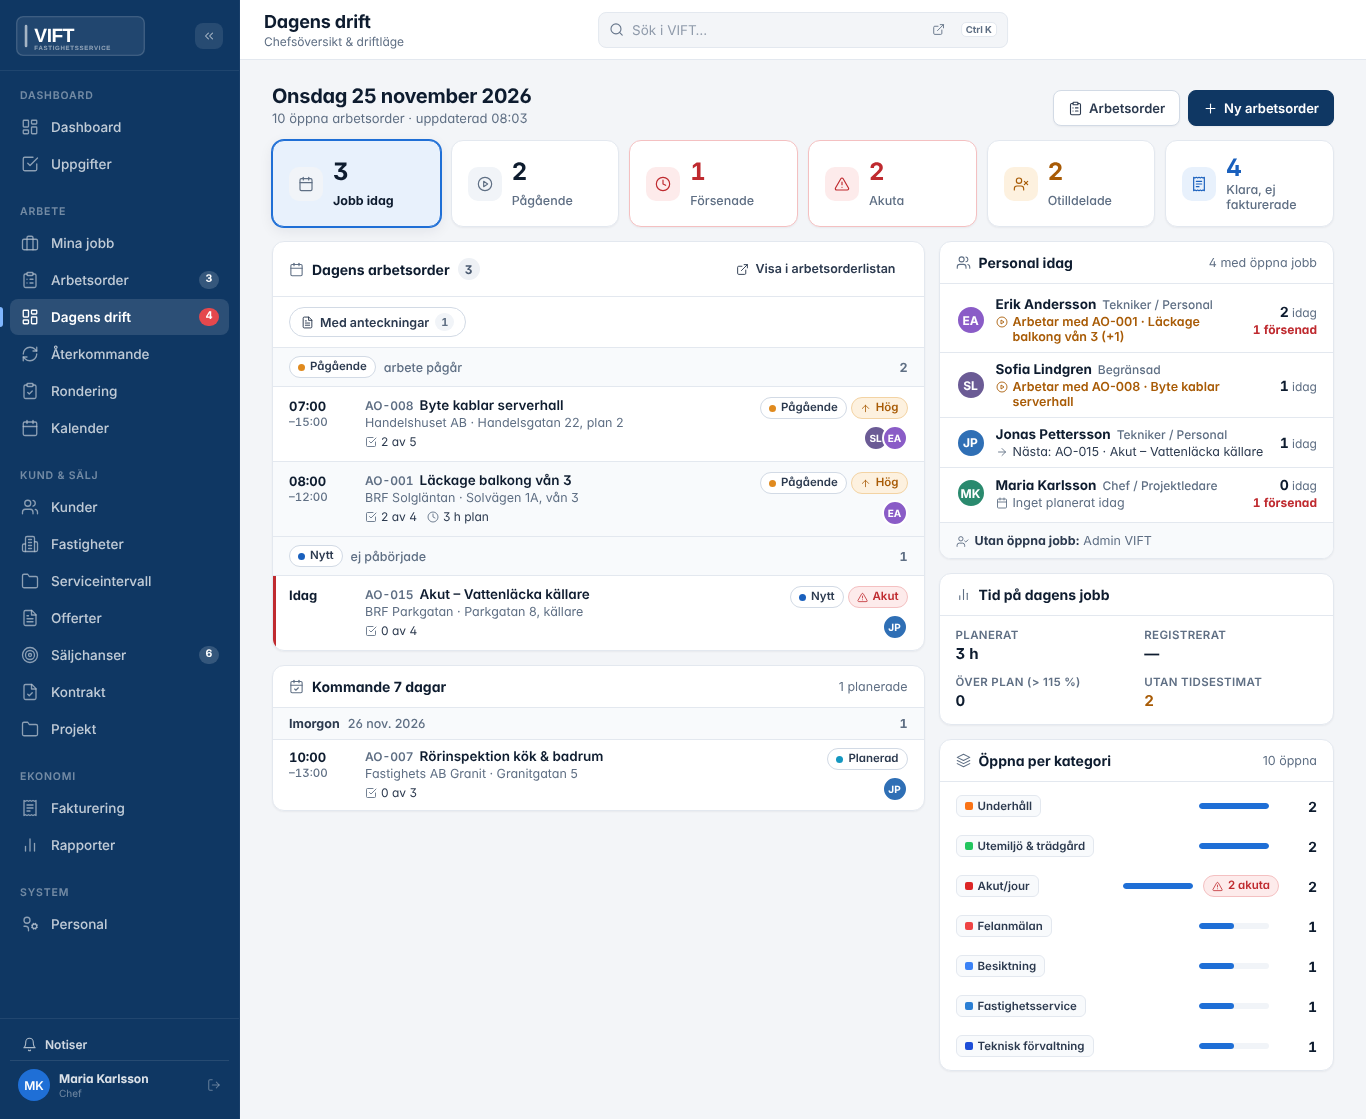 VIFT
FASTIGHETSSERVICE
DASHBOARD
Dashboard
Uppgifter
ARBETE
Mina jobb
Arbetsorder 3
Dagens drift 4
Återkommande
Rondering
Kalender
KUND & SÄLJ
Kunder
Fastigheter
Serviceintervall
Offerter
Säljchanser 6
Kontrakt
Projekt
EKONOMI
Fakturering
Rapporter
SYSTEM
Personal
Notiser
MK Maria Karlsson
Chef
Dagens drift
Chefsöversikt & driftläge
Sök i VIFT... Ctrl K
Onsdag 25 november 2026
10 öppna arbetsorder · uppdaterad 08:03
Arbetsorder
+ Ny arbetsorder
3
Jobb idag
2
Pågående
1
Försenade
2
Akuta
2
Otilldelade
4
Klara, ej
fakturerade
Dagens arbetsorder 3
Visa i arbetsorderlistan
Med anteckningar 1
Pågående arbete pågår 2
07:00 AO-008 Byte kablar serverhall Pågående Hög
–15:00 Handelshuset AB · Handelsgatan 22, plan 2
2 av 5 SL EA
08:00 AO-001 Läckage balkong vån 3 Pågående Hög
–12:00 BRF Solgläntan · Solvägen 1A, vån 3
2 av 4 3 h plan EA
Nytt ej påbörjade 1
Idag AO-015 Akut – Vattenläcka källare Nytt Akut
BRF Parkgatan · Parkgatan 8, källare
0 av 4 JP
Kommande 7 dagar 1 planerade
Imorgon 26 nov. 2026 1
10:00 AO-007 Rörinspektion kök & badrum Planerad
–13:00 Fastighets AB Granit · Granitgatan 5
0 av 3 JP
Personal idag 4 med öppna jobb
EA Erik Andersson Tekniker / Personal 2 idag
Arbetar med AO-001 · Läckage
balkong vån 3 (+1) 1 försenad
SL Sofia Lindgren Begränsad 1 idag
Arbetar med AO-008 · Byte kablar
serverhall
JP Jonas Pettersson Tekniker / Personal 1 idag
Nästa: AO-015 · Akut – Vattenläcka källare
MK Maria Karlsson Chef / Projektledare 0 idag
Inget planerat idag 1 försenad
Utan öppna jobb: Admin VIFT
Tid på dagens jobb
PLANERAT REGISTRERAT
3 h —
ÖVER PLAN (> 115 %) UTAN TIDSESTIMAT
0 2
Öppna per kategori 10 öppna
Underhåll 2
Utemiljö & trädgård 2
Akut/jour 2 akuta 2
Felanmälan 1
Besiktning 1
Fastighetsservice 1
Teknisk förvaltning 1